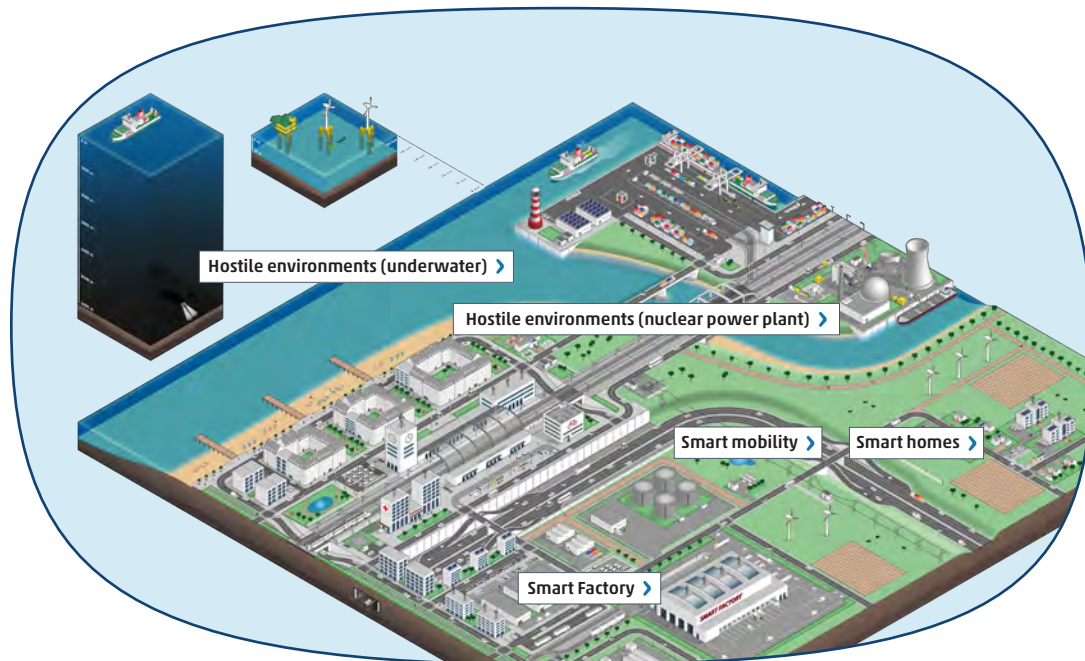 Hostile environments (underwater) ❯
Hostile environments (nuclear power plant) ❯
Smart mobility ❯
Smart homes ❯
Smart Factory ❯
SMART FACTORY